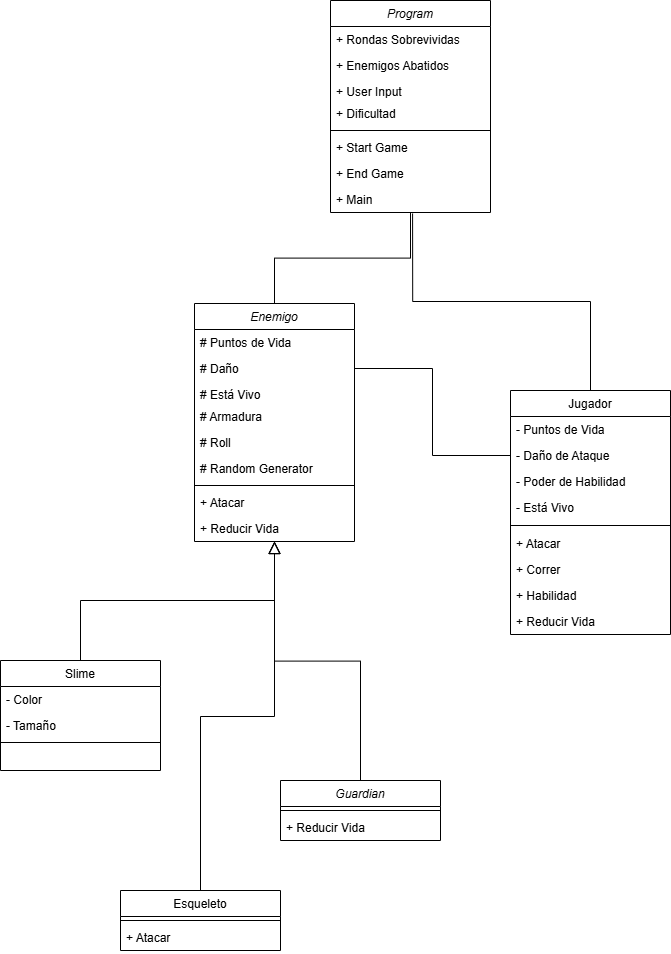 Program
+ Rondas Sobrevividas
+ Enemigos Abatidos
+ User Input
+ Dificultad
+ Start Game
+ End Game
+ Main
Enemigo
# Puntos de Vida
# Daño
# Está Vivo
# Armadura
# Roll
# Random Generator
+ Atacar
+ Reducir Vida
Jugador
- Puntos de Vida
- Daño de Ataque
- Poder de Habilidad
- Está Vivo
+ Atacar
+ Correr
+ Habilidad
+ Reducir Vida
Slime
- Color
- Tamaño
Guardian
+ Reducir Vida
Esqueleto
+ Atacar